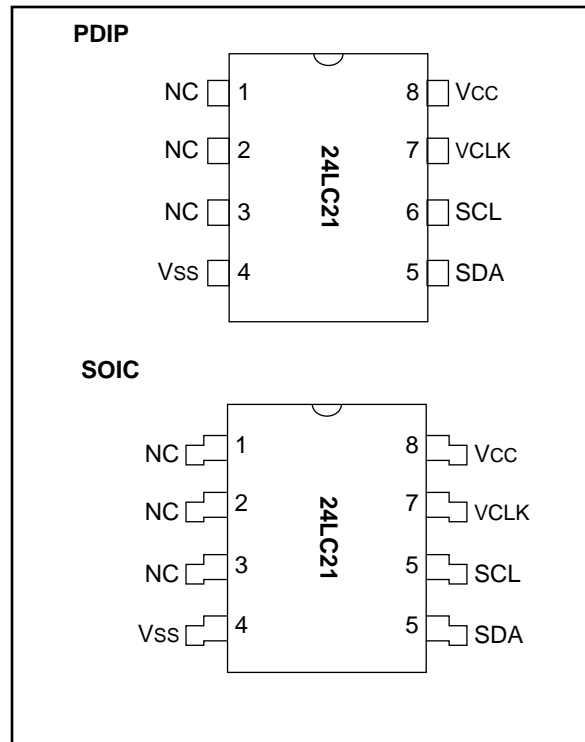 PDIP
NC 1 8 VCC
NC 2 7 VCLK
NC 3 6 SCL
VSS 4 5 SDA
24LC21
SOIC
NC 1 8 VCC
NC 2 7 VCLK
NC 3 5 SCL
VSS 4 5 SDA
24LC21